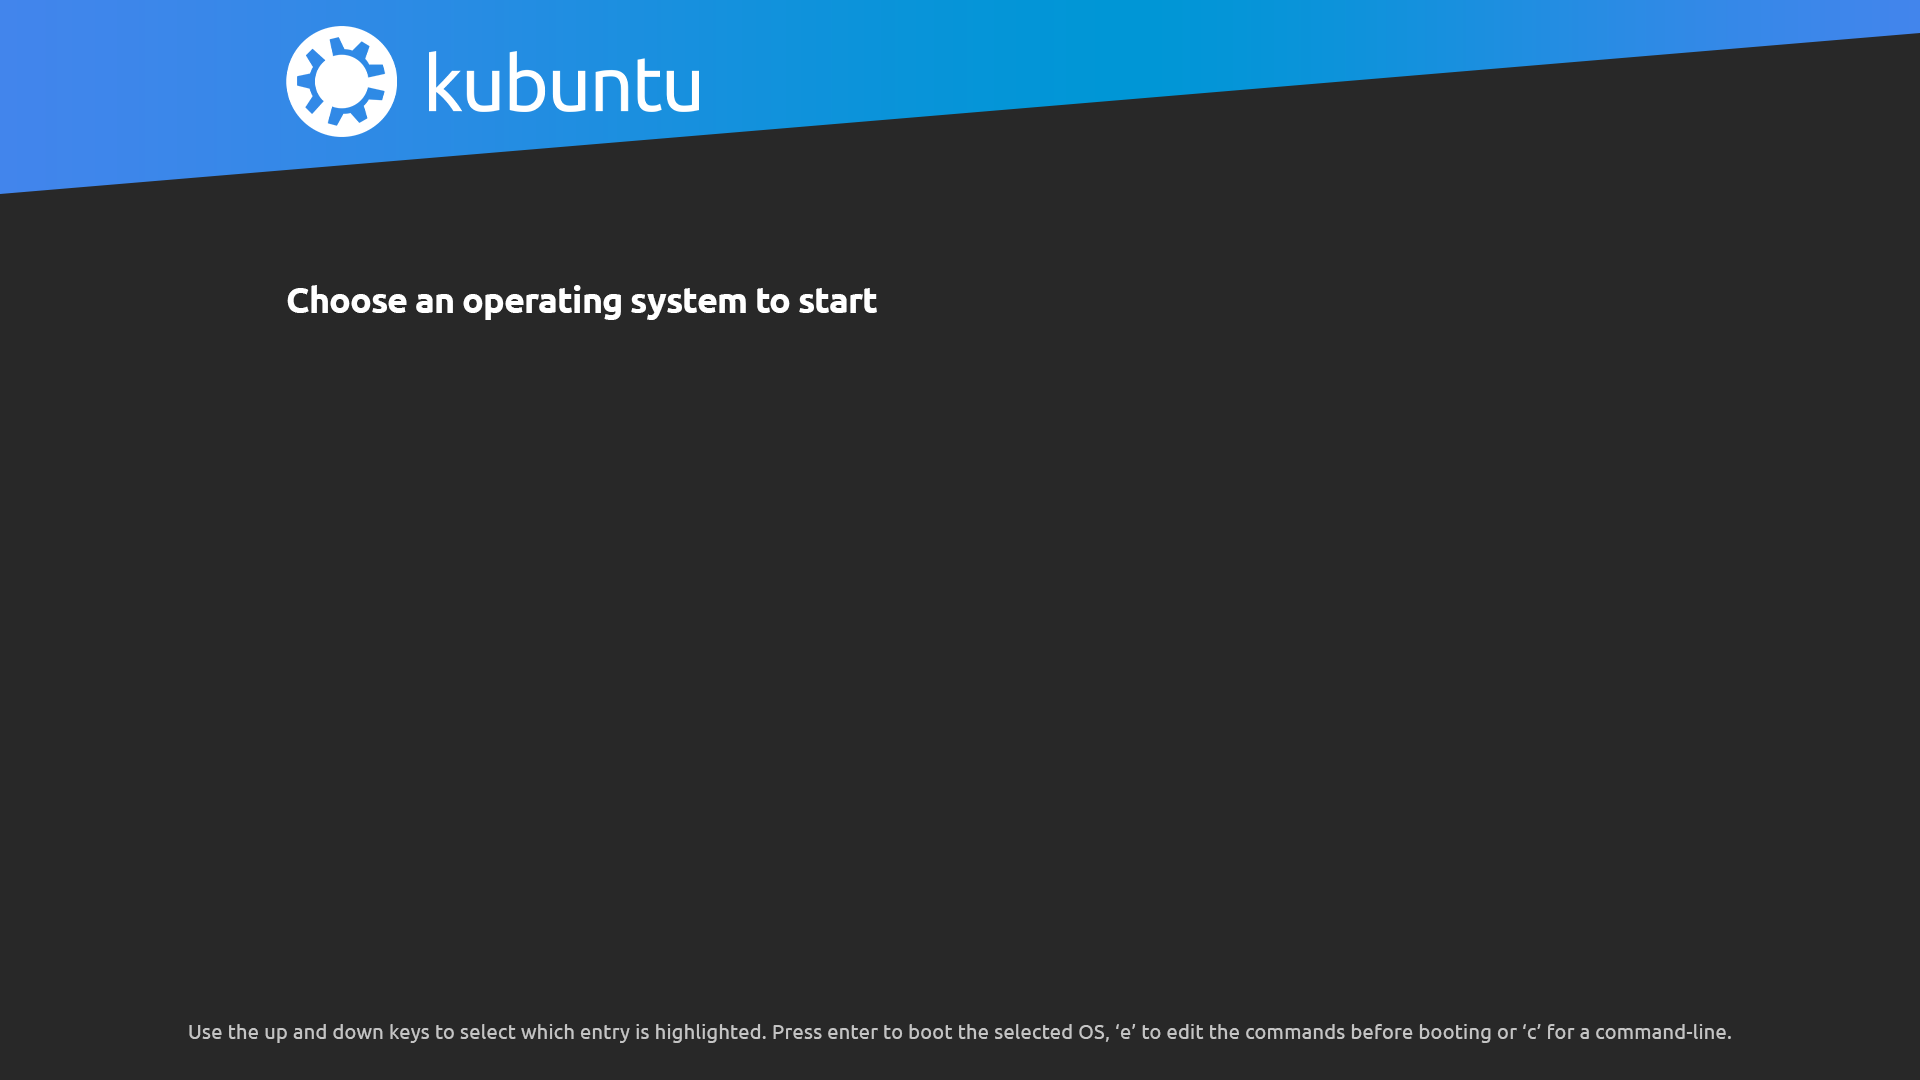 kubuntu
Choose an operating system to start
Use the up and down keys to select which entry is highlighted. Press enter to boot the selected OS, ‘e’ to edit the commands before booting or ‘c’ for a command-line.